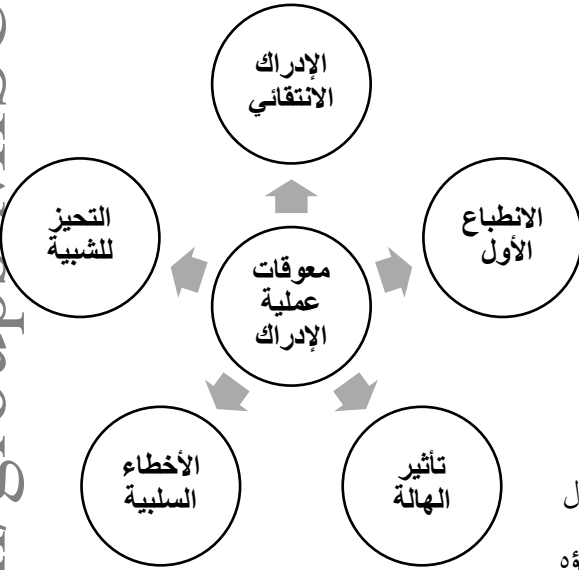 الإدراك
الانتقائي
الانطباع
الأول
التحيز
للشبية
معوقات
عملية
الإدراك
تأثير
الهالة
الأخطاء
السلبية